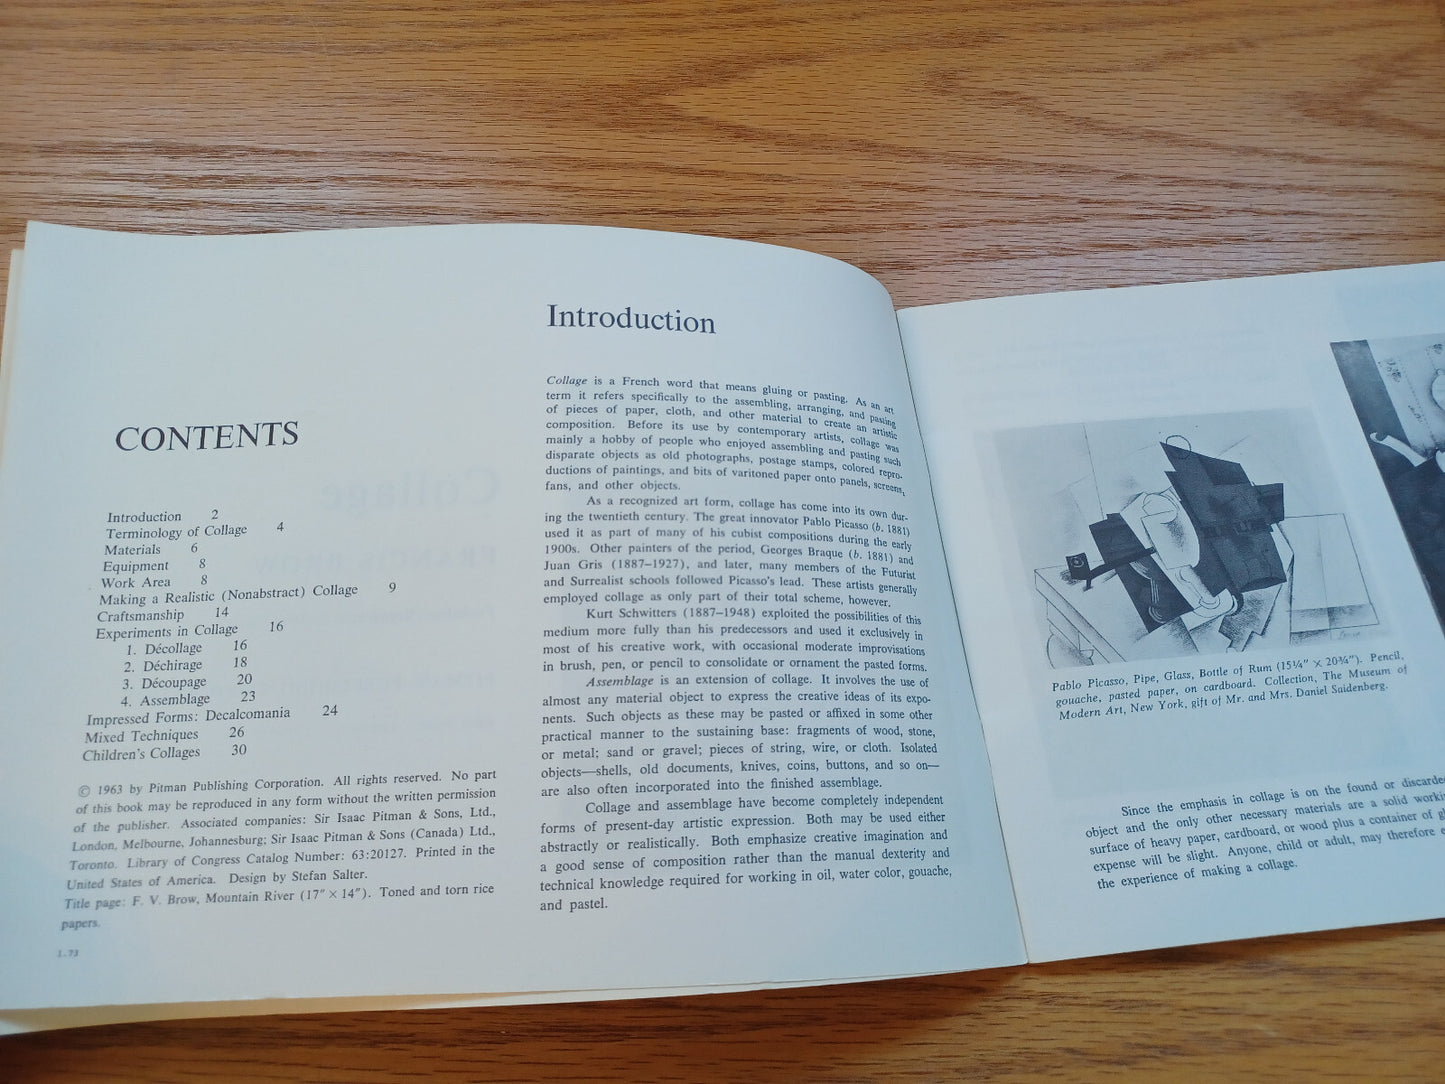 CONTENTS
Introduction 2
Terminology of Collage 4
Materials 6
Equipment 8
Work Area 8
Making a Realistic (Nonabstract) Collage 9
Craftsmanship 14
Experiments in Collage 16
1. Décollage 16
2. Déchirage 18
3. Découpage 20
4. Assemblage 23
Impressed Forms: Decalcomania 24
Mixed Techniques 26
Children's Collages 30
© 1963 by Pitman Publishing Corporation. All rights reserved. No part
of this book may be reproduced in any form without the written permission
of the publisher. Associated companies: Sir Isaac Pitman & Sons, Ltd.,
London, Melbourne, Johannesburg; Sir Isaac Pitman & Sons (Canada) Ltd.,
Toronto. Library of Congress Catalog Number: 63:20127. Printed in the
United States of America. Design by Stefan Salter.
Title page: F. V. Brow, Mountain River (17" × 14"). Toned and torn rice
papers.
1.73
Introduction
Collage is a French word that means gluing or pasting. As an art
term it refers specifically to the assembling, arranging, and pasting
of pieces of paper, cloth, and other material to create an artistic
composition. Before its use by contemporary artists, collage was
mainly a hobby of people who enjoyed assembling and pasting such
disparate objects as old photographs, postage stamps, colored repro-
ductions of paintings, and bits of varitoned paper onto panels, screens,
fans, and other objects.
As a recognized art form, collage has come into its own dur-
ing the twentieth century. The great innovator Pablo Picasso (b. 1881)
used it as part of many of his cubist compositions during the early
1900s. Other painters of the period, Georges Braque (b. 1881) and
Juan Gris (1887–1927), and later, many members of the Futurist
and Surrealist schools followed Picasso's lead. These artists generally
employed collage as only part of their total scheme, however.
Kurt Schwitters (1887–1948) exploited the possibilities of this
medium more fully than his predecessors and used it exclusively in
most of his creative work, with occasional moderate improvisations
in brush, pen, or pencil to consolidate or ornament the pasted forms.
Assemblage is an extension of collage. It involves the use of
almost any material object to express the creative ideas of its expo-
nents. Such objects as these may be pasted or affixed in some other
practical manner to the sustaining base: fragments of wood, stone,
or metal; sand or gravel; pieces of string, wire, or cloth. Isolated
objects—shells, old documents, knives, coins, buttons, and so on—
are also often incorporated into the finished assemblage.
Collage and assemblage have become completely independent
forms of present-day artistic expression. Both may be used either
abstractly or realistically. Both emphasize creative imagination and
a good sense of composition rather than the manual dexterity and
technical knowledge required for working in oil, water color, gouache,
and pastel.
Pablo Picasso, Pipe, Glass, Bottle of Rum (15¼" × 20¾"). Pencil,
gouache, pasted paper, on cardboard. Collection, The Museum of
Modern Art, New York, gift of Mr. and Mrs. Daniel Saidenberg.
Since the emphasis in collage is on the found or discarde
object and the only other necessary materials are a solid worki
surface of heavy paper, cardboard, or wood plus a container of gl
expense will be slight. Anyone, child or adult, may therefore e
the experience of making a collage.